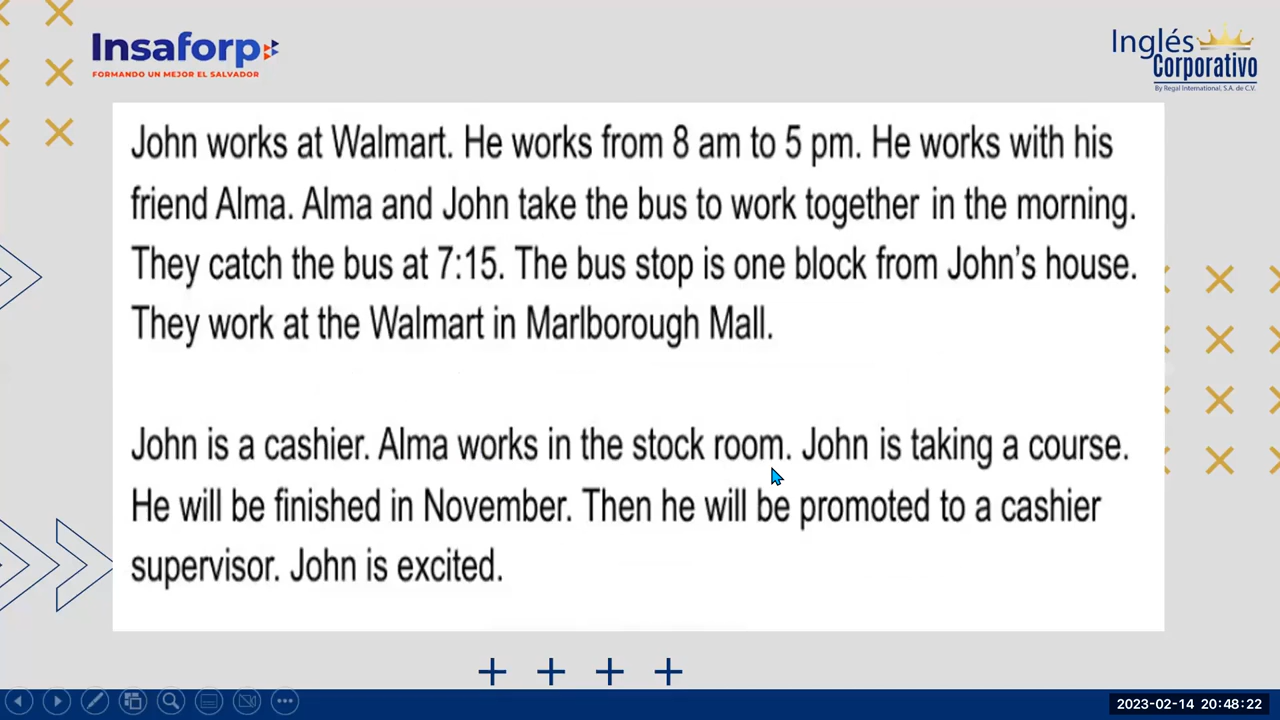 Insaforp
FORMANDO UN MEJOR EL SALVADOR
Inglés
Corporativo
By Regal International, S.A. de C.V.
John works at Walmart. He works from 8 am to 5 pm. He works with his
friend Alma. Alma and John take the bus to work together in the morning.
They catch the bus at 7:15. The bus stop is one block from John’s house.
They work at the Walmart in Marlborough Mall.
John is a cashier. Alma works in the stock room. John is taking a course.
He will be finished in November. Then he will be promoted to a cashier
supervisor. John is excited.
2023-02-14 20:48:22